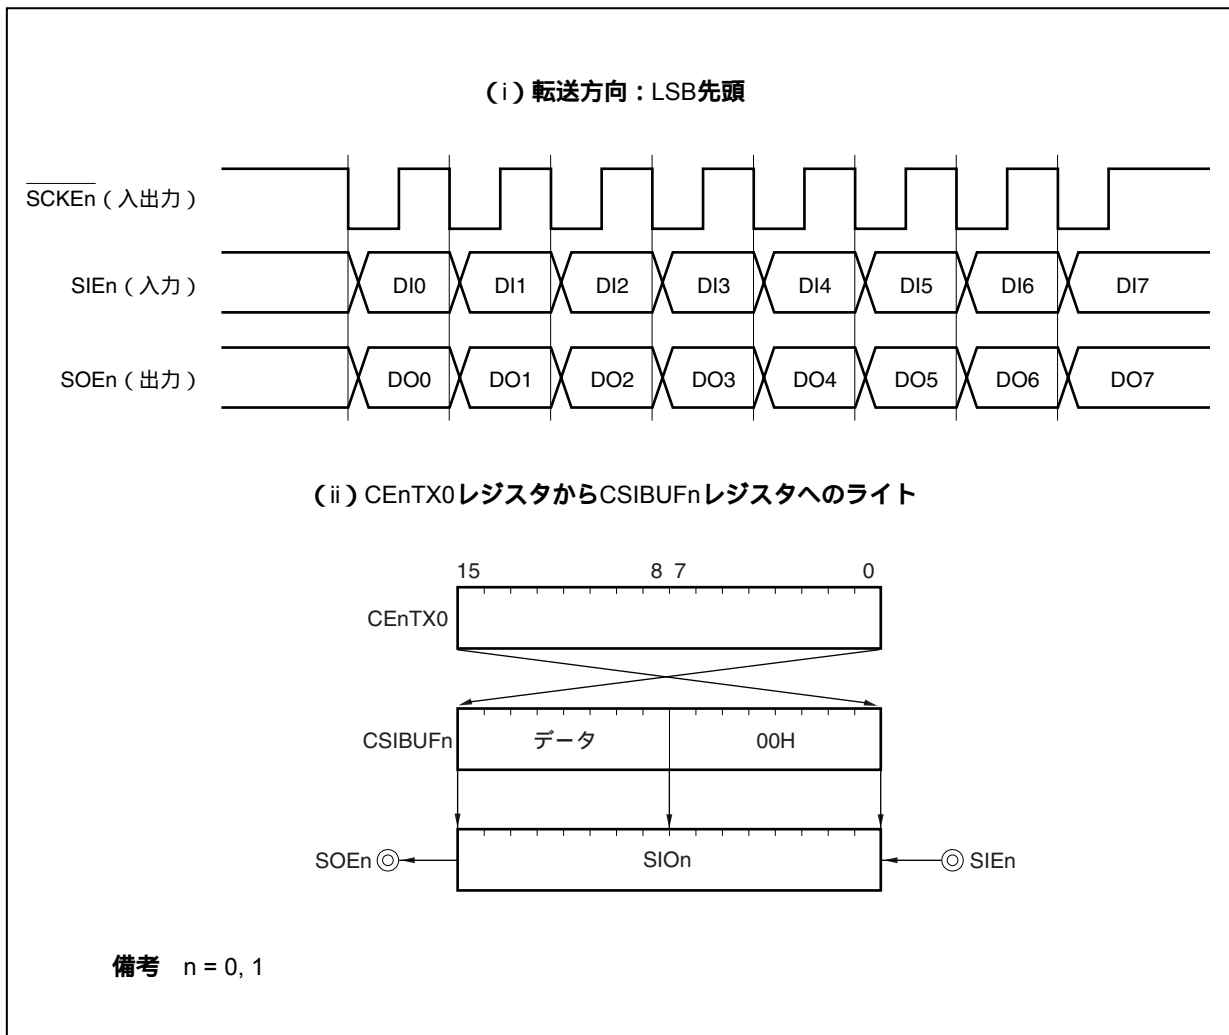 (i)転送方向:LSB先頭
SCKEn(入出力)
SIEn(入力) DI0 DI1 DI2 DI3 DI4 DI5 DI6 DI7
SOEn(出力) DO0 DO1 DO2 DO3 DO4 DO5 DO6 DO7
(ii)CEnTX0レジスタからCSIBUFnレジスタへのライト
15 8 7 0
CEnTX0
CSIBUFn データ 00H
SOEn SIOn SIEn
備考 n = 0, 1